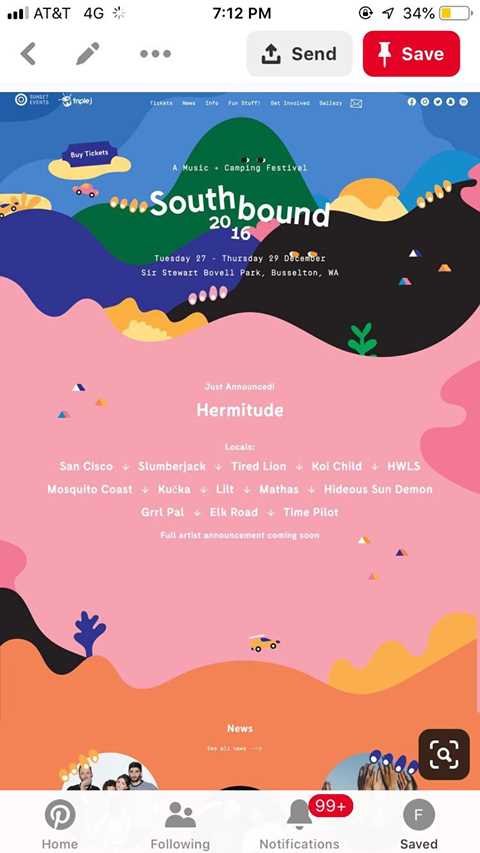 AT&T 4G 7:12 PM 34%
Send Save
SUNSET EVENTS triple j Tickets News Info Fun Stuff! Get Involved Gallery
Buy Tickets
A Music + Camping Festival
Southbound
2016
Tuesday 27 - Thursday 29 December
Sir Stewart Bovell Park, Busselton, WA
Just Announced!
Hermitude
Locals:
San Cisco ↓ Slumberjack ↓ Tired Lion ↓ Koi Child ↓ HWLS
Mosquito Coast ↓ Kučka ↓ Lilt ↓ Mathas ↓ Hideous Sun Demon
Grrl Pal ↓ Elk Road ↓ Time Pilot
Full artist announcement coming soon
News
See all news
99+
F
Home Following Notifications Saved